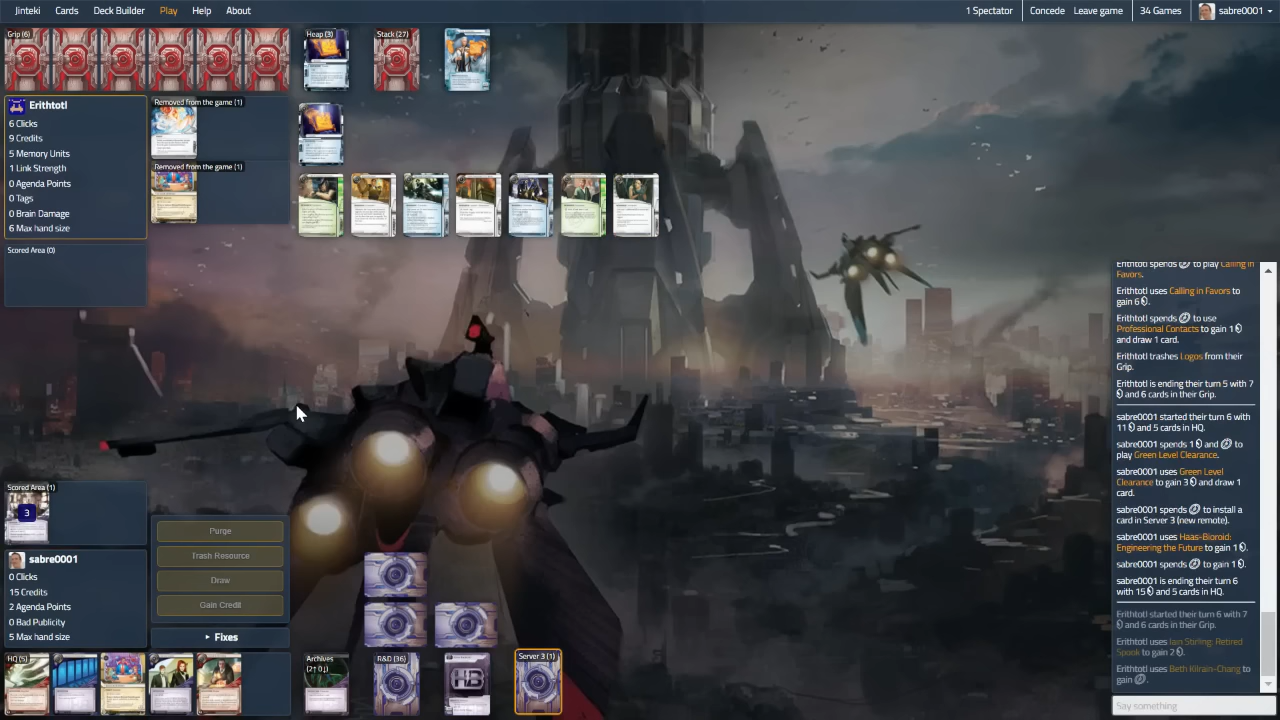 Jinteki Cards Deck Builder Play Help About
1 Spectator Concede Leave game 34 Games sabre0001
Grip (6)
Heap (3)
Stack (27)
Erithtotl
6 Clicks
9 Credits
5 Memory Units
1 Link Strength
0 Agenda Points
0 Tags
0 Brain Damage
6 Max hand size
Removed from the game (1)
Removed from the game (1)
Scored Area (0)
Scored Area (1)
3
sabre0001
0 Clicks
15 Credits
2 Agenda Points
0 Bad Publicity
5 Max hand size
Purge
Trash Resource
Draw
Gain Credit
Fixes
HQ (5)
Archives
(2↑ 0↓)
R&D (36)
HB
Server 3 (1)
Erithtotl spends to play Calling in
Favors.
Erithtotl uses Calling in Favors to
gain 6.
Erithtotl spends to use
Professional Contacts to gain 1
and draw 1 card.
Erithtotl trashes Logos from their
Grip.
Erithtotl is ending their turn 5 with 7
and 6 cards in their Grip.
sabre0001 started their turn 6 with
11 and 5 cards in HQ.
sabre0001 spends 1 and to
play Green Level Clearance.
sabre0001 uses Green Level
Clearance to gain 3 and draw 1
card.
sabre0001 spends to install a
card in Server 3 (new remote).
sabre0001 uses Haas-Bioroid:
Engineering the Future to gain 1.
sabre0001 spends to gain 1.
sabre0001 is ending their turn 6
with 15 and 5 cards in HQ.
Erithtotl started their turn 6 with 7
and 6 cards in their Grip.
Erithtotl uses Iain Stirling: Retired
Spook to gain 2.
Erithtotl uses Beth Kilrain-Chang to
gain.
Say something